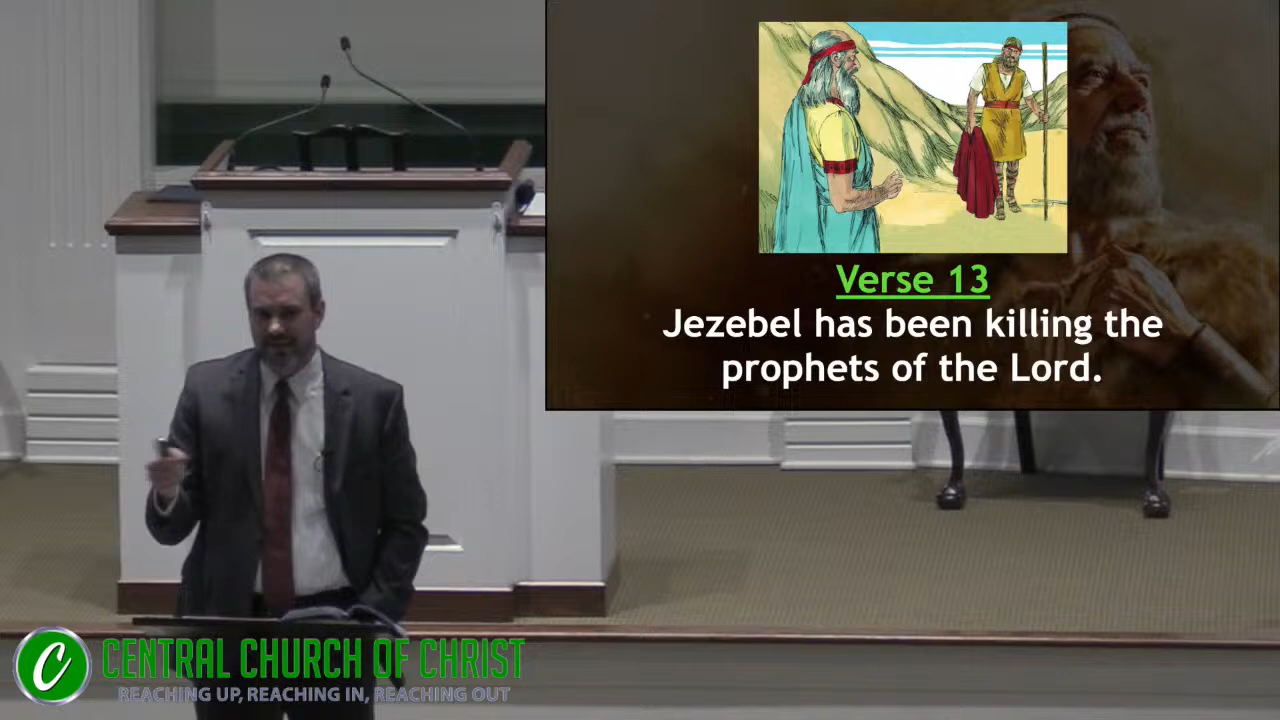 Verse 13
Jezebel has been killing the
prophets of the Lord.
C
CENTRAL CHURCH OF CHRIST
REACHING UP, REACHING IN, REACHING OUT